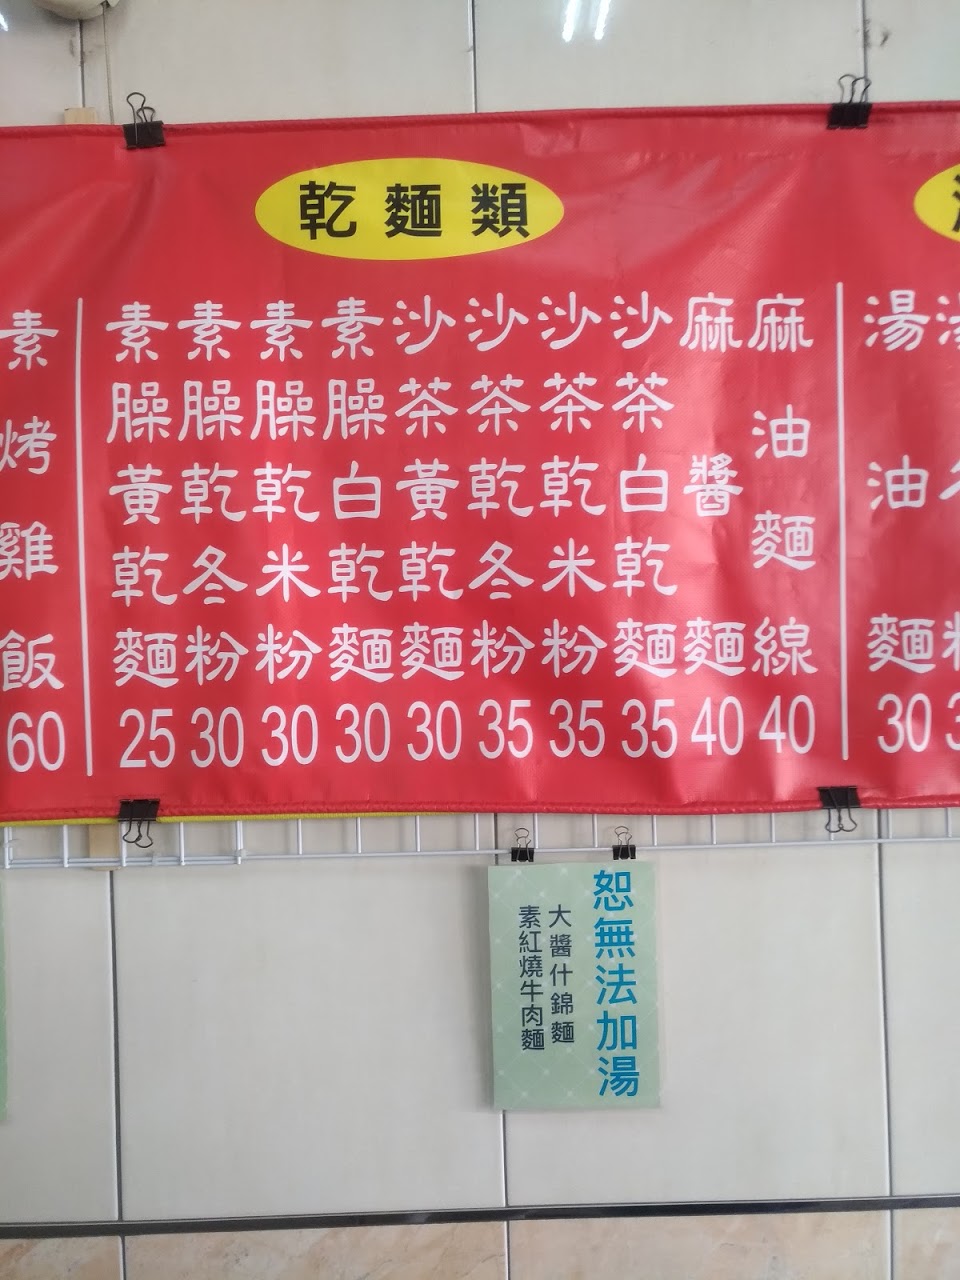 乾麵類
麻油麵線 40
麻醬麵 40
沙茶白乾麵 35
沙茶乾米粉 35
沙茶乾冬粉 35
沙茶黃乾麵 30
素臊白乾麵 30
素臊乾米粉 30
素臊乾冬粉 30
素臊黃乾麵 25
素烤雞飯 60
湯油麵 30
恕無法加湯
大醬什錦麵
素紅燒牛肉麵